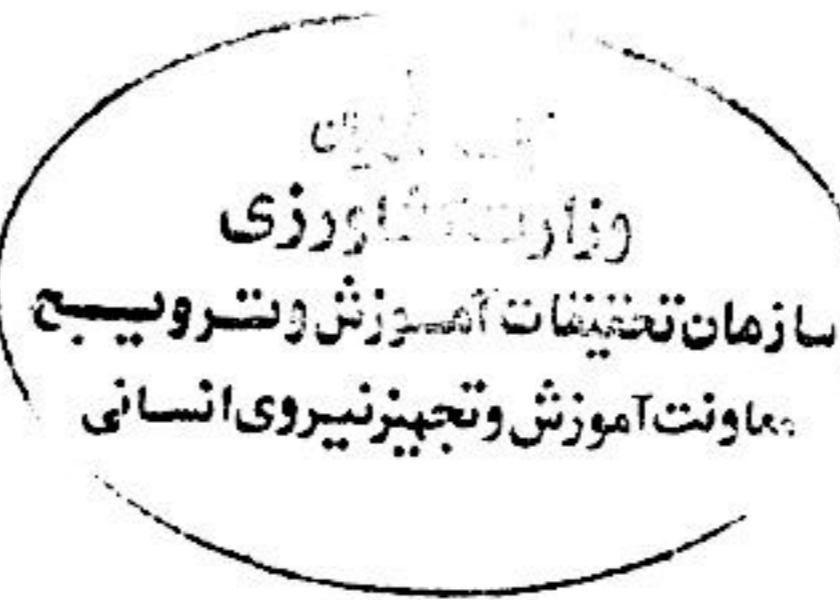 وزارت کشاورزی
سازمان تحقیقات آموزش و ترویج
معاونت آموزش و تجهیز نیروی انسانی